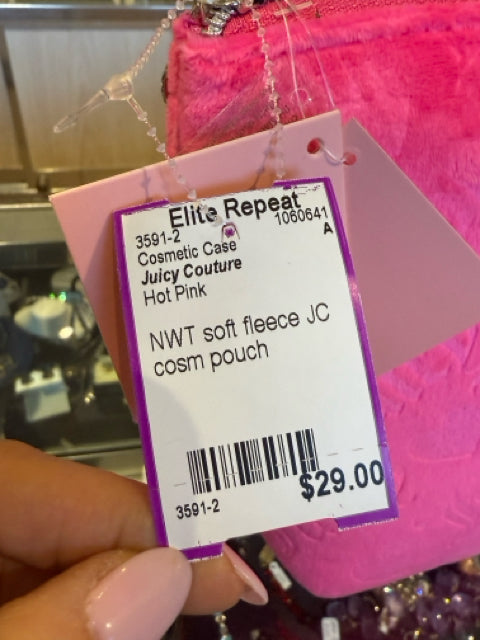 Elite Repeat
3591-2 1060641
Cosmetic Case A
Juicy Couture
Hot Pink
NWT soft fleece JC
cosm pouch
$29.00
3591-2